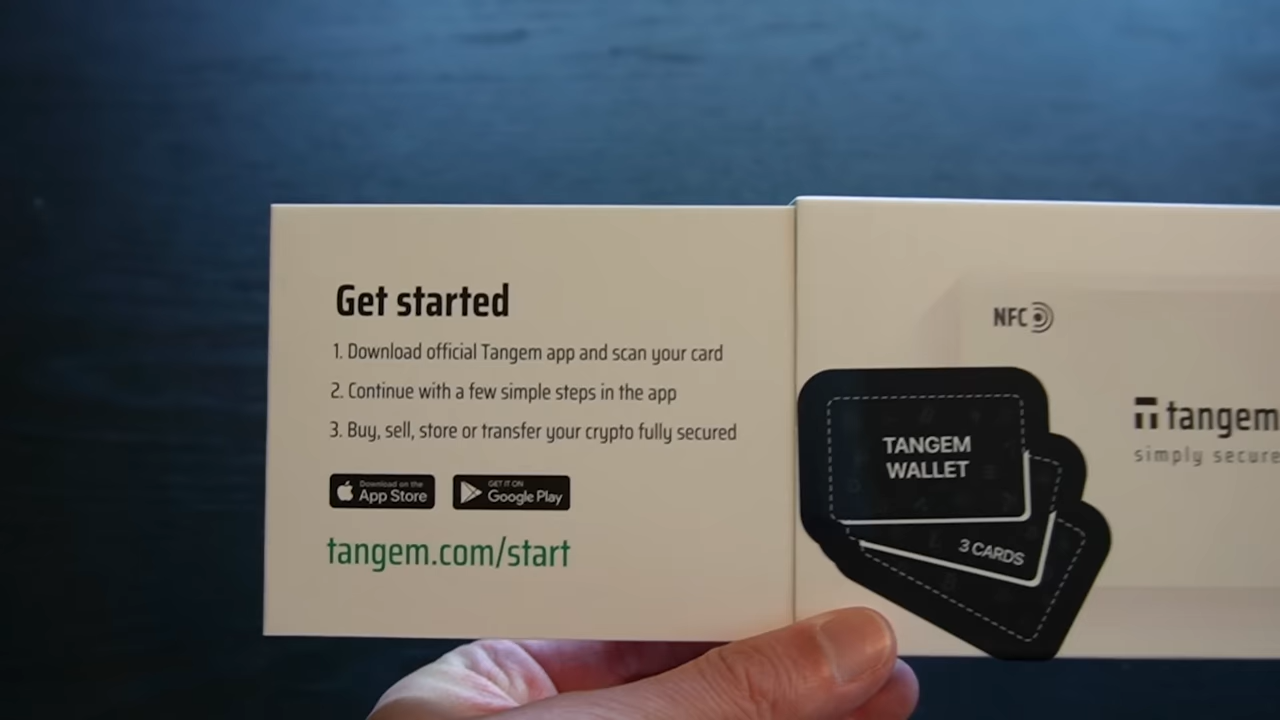 Get started
1. Download official Tangem app and scan your card
2. Continue with a few simple steps in the app
3. Buy, sell, store or transfer your crypto fully secured
Download on the
App Store
GET IT ON
Google Play
tangem.com/start
NFC
TANGEM
WALLET
3 CARDS
tangem
simply secure